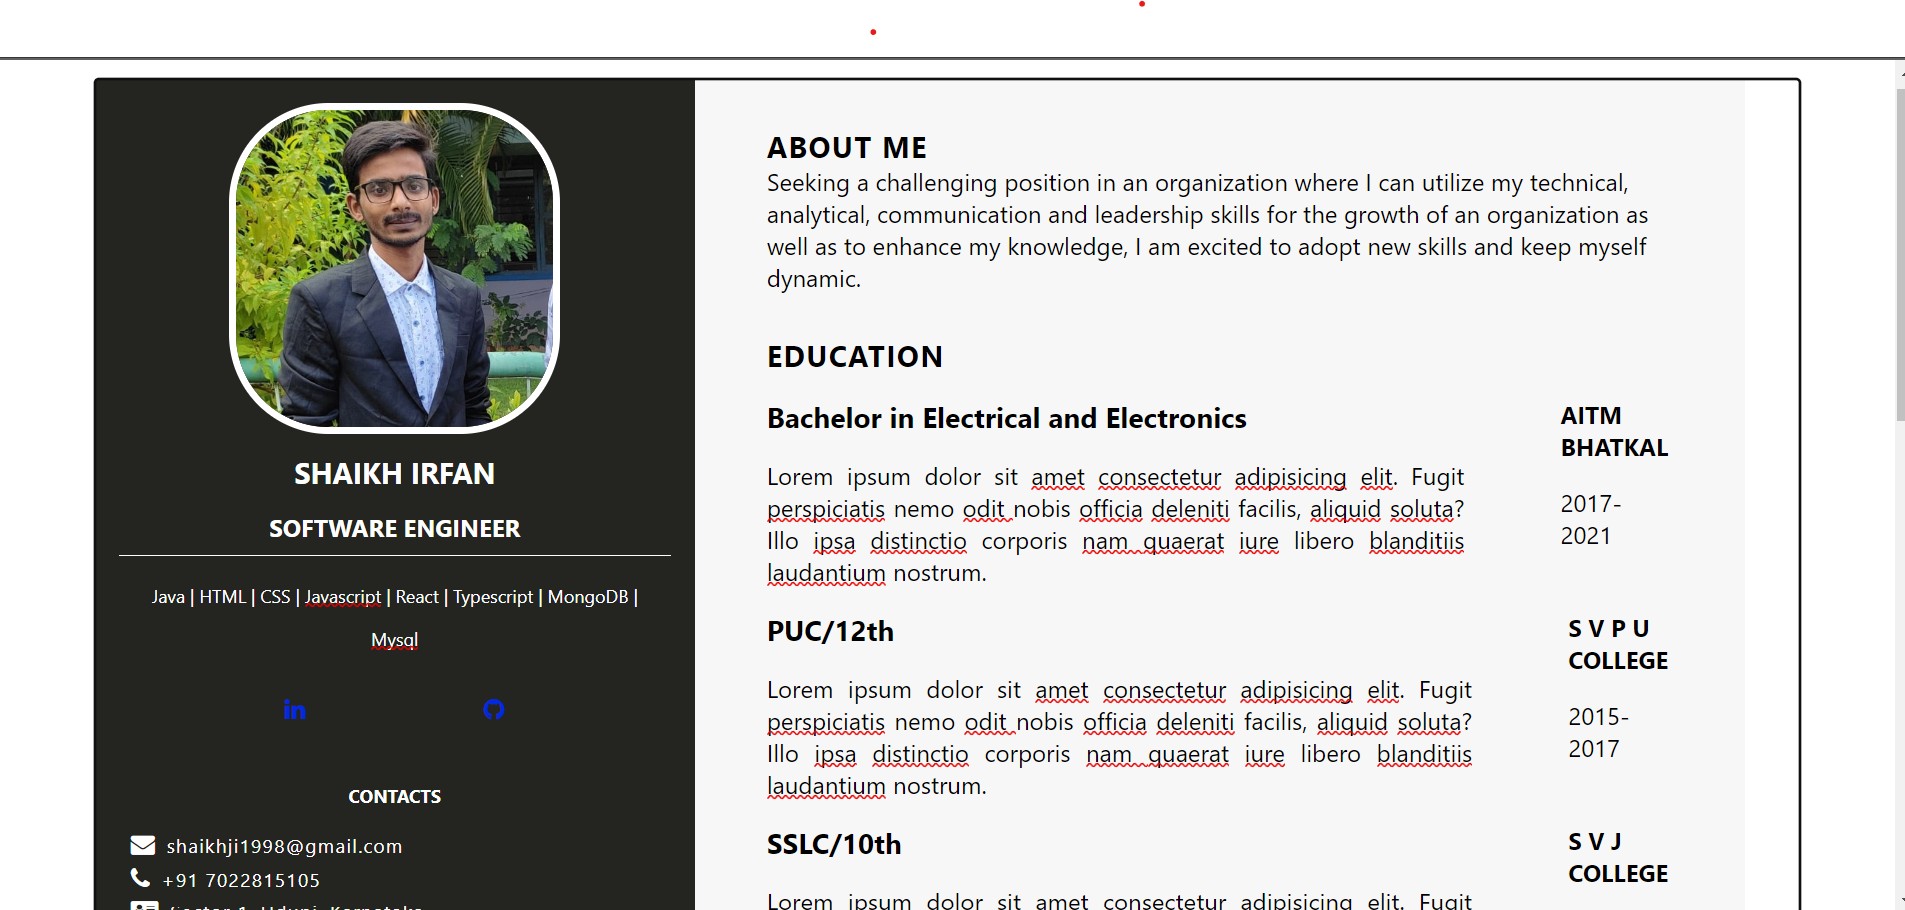 SHAIKH IRFAN
SOFTWARE ENGINEER
Java | HTML | CSS | Javascript | React | Typescript | MongoDB |
Mysql
in
CONTACTS
shaikhji1998@gmail.com
+91 7022815105
ABOUT ME
Seeking a challenging position in an organization where I can utilize my technical,
analytical, communication and leadership skills for the growth of an organization as
well as to enhance my knowledge, I am excited to adopt new skills and keep myself
dynamic.
EDUCATION
Bachelor in Electrical and Electronics
AITM
BHATKAL
2017-
2021
Lorem ipsum dolor sit amet consectetur adipisicing elit. Fugit
perspiciatis nemo odit nobis officia deleniti facilis, aliquid soluta?
Illo ipsa distinctio corporis nam quaerat iure libero blanditiis
laudantium nostrum.
PUC/12th
S V P U
COLLEGE
2015-
2017
Lorem ipsum dolor sit amet consectetur adipisicing elit. Fugit
perspiciatis nemo odit nobis officia deleniti facilis, aliquid soluta?
Illo ipsa distinctio corporis nam quaerat iure libero blanditiis
laudantium nostrum.
SSLC/10th
S V J
COLLEGE
Lorem ipsum dolor sit amet consectetur adipisicing elit. Fugit